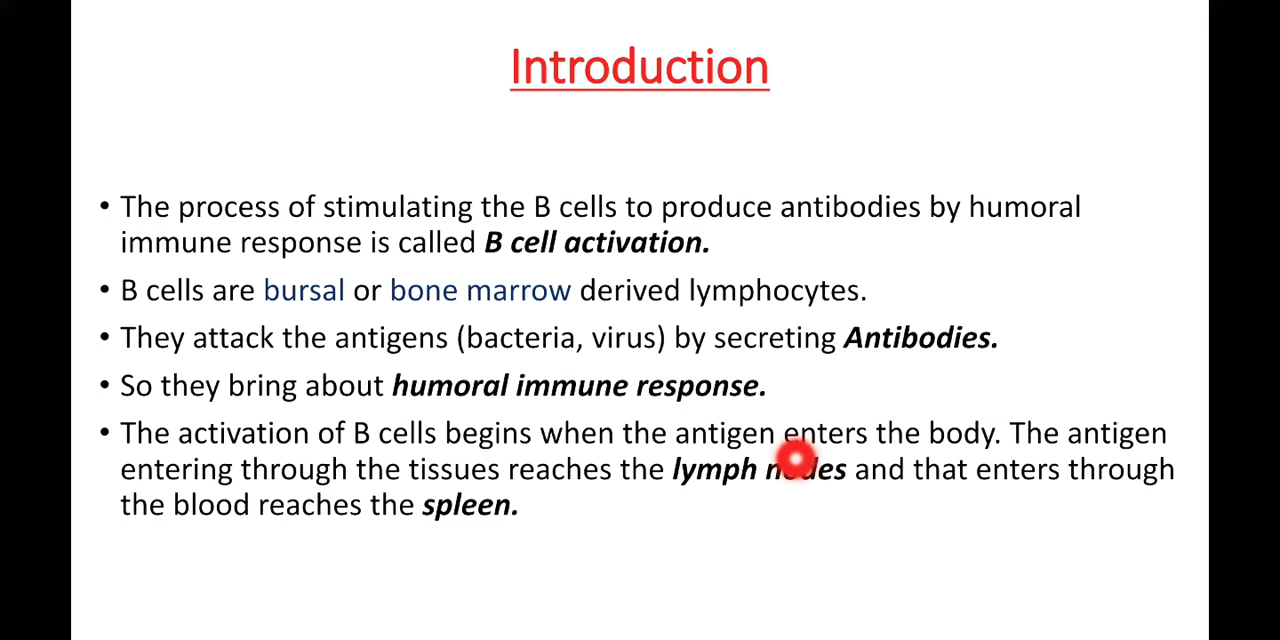 Introduction
• The process of stimulating the B cells to produce antibodies by humoral
immune response is called B cell activation.
• B cells are bursal or bone marrow derived lymphocytes.
• They attack the antigens (bacteria, virus) by secreting Antibodies.
• So they bring about humoral immune response.
• The activation of B cells begins when the antigen enters the body. The antigen
entering through the tissues reaches the lymph nodes and that enters through
the blood reaches the spleen.